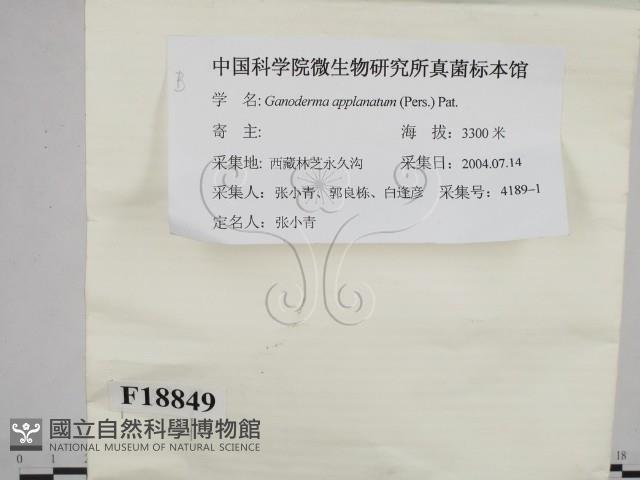 B
中国科学院微生物研究所真菌标本馆
学 名: Ganoderma applanatum (Pers.) Pat.
寄 主: 海 拔: 3300 米
采集地: 西藏林芝永久沟 采集日: 2004.07.14
采集人: 张小青、郭良栋、白逢彦 采集号: 4189-1
定名人: 张小青
F18849
國立自然科學博物館
NATIONAL MUSEUM OF NATURAL SCIENCE
0 1 2 18